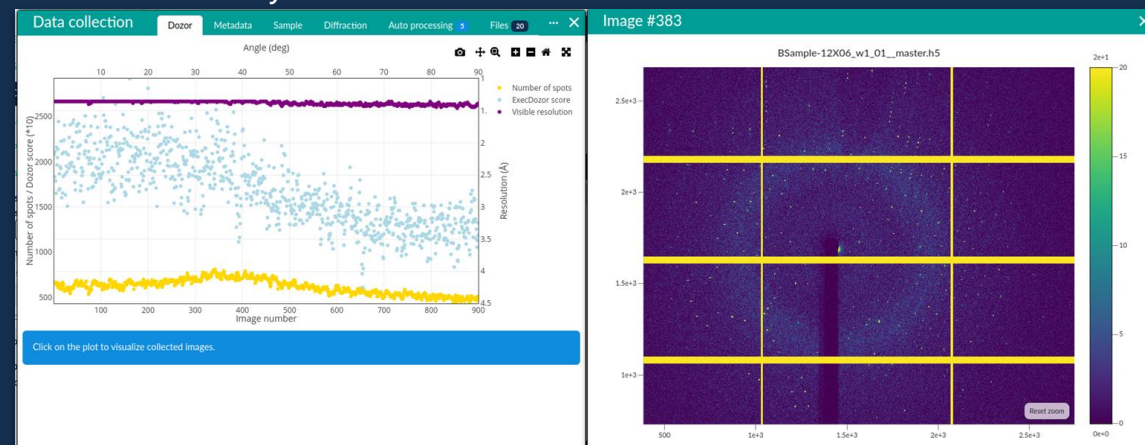 Data collection
Dozor Metadata Sample Diffraction Auto processing 5 Files 20 ... ×
Angle (deg)
10 20 30 40 50 60 70 80 90
Number of spots
ExecDozor score
Visible resolution
Number of spots / Dozor score (*10)
2500
2000
1500
1000
500
1.
2
2.5
3
3.5
4
4.5
Resolution (Å)
100 200 300 400 500 600 700 800 900
Image number
Click on the plot to visualize collected images.
Image #383
BSample-12X06_w1_01__master.h5
2e+1
20
15
10
5
0
0e+0
2.5e+3
2e+3
1.5e+3
1e+3
500 1e+3 1.5e+3 2e+3 2.5e+3
Reset zoom